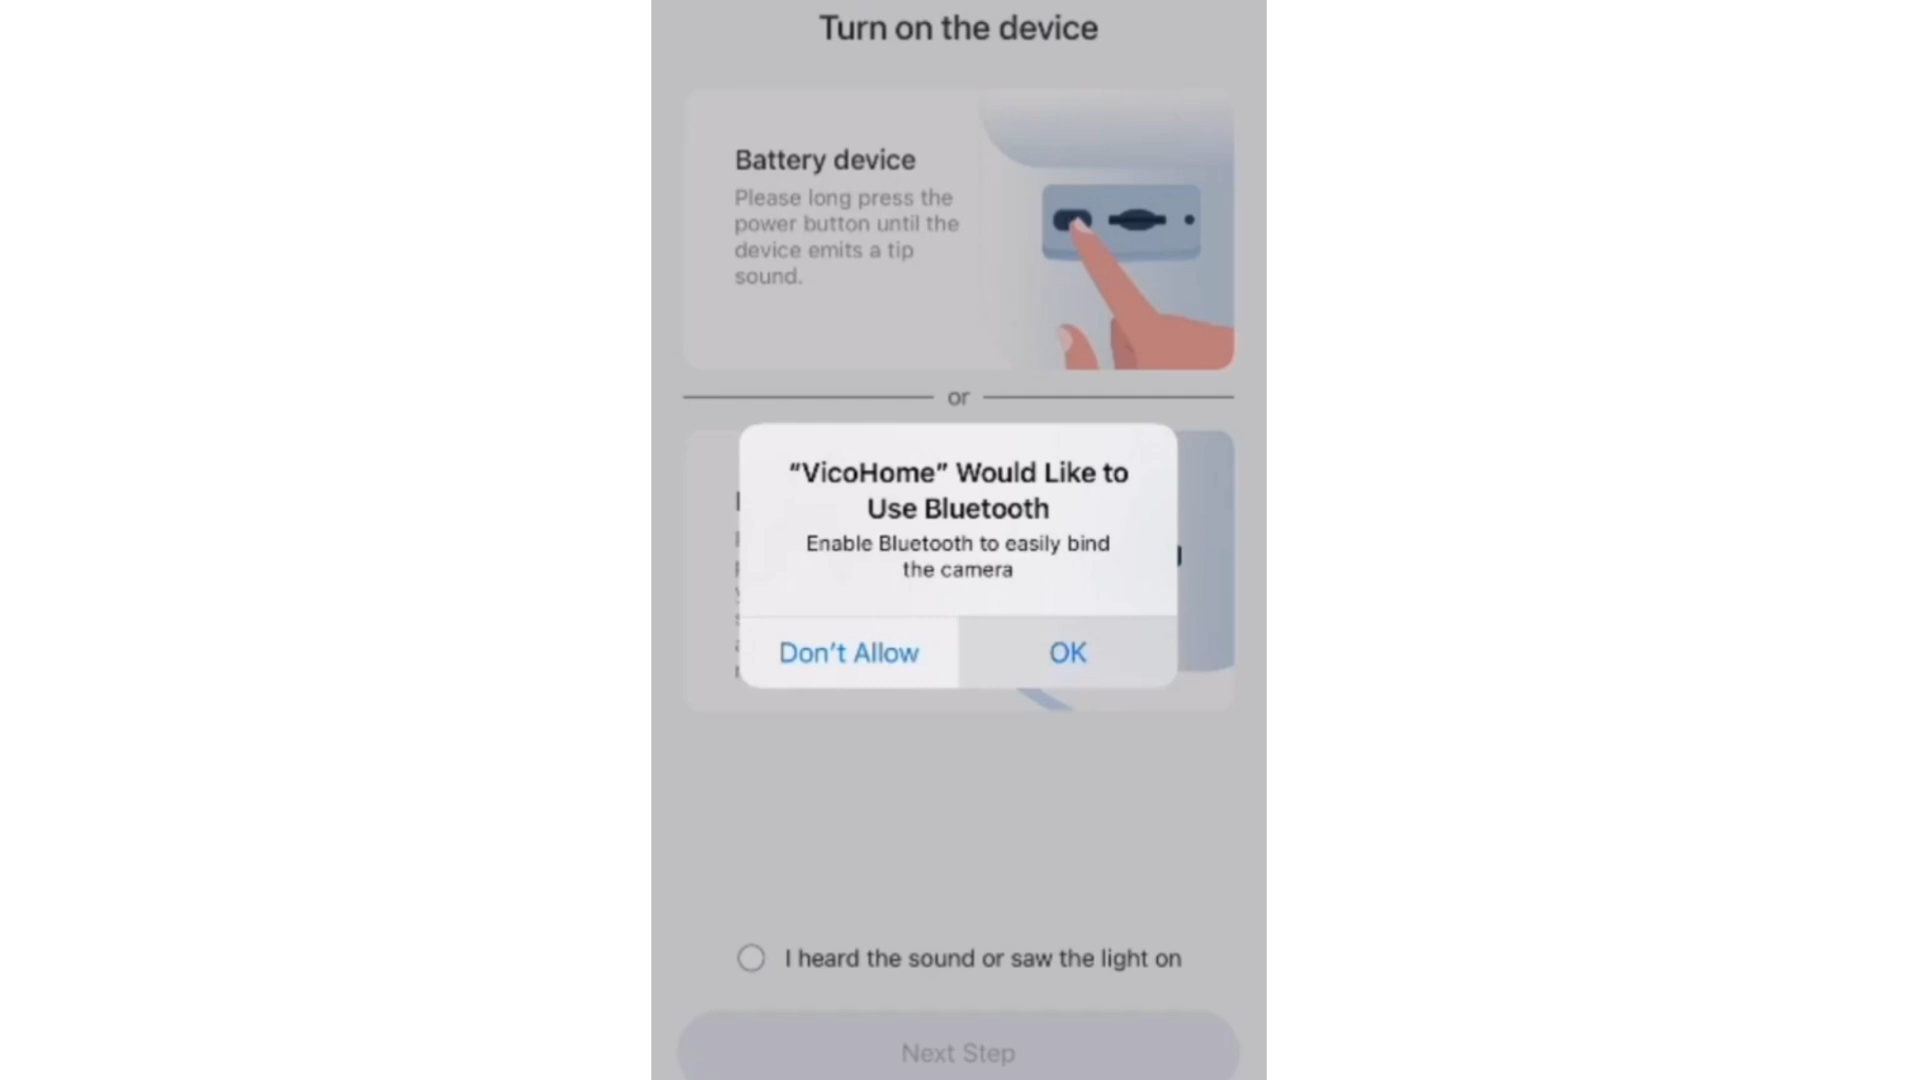 Turn on the device
Battery device
Please long press the
power button until the
device emits a tip
sound.
or
“VicoHome” Would Like to
Use Bluetooth
Enable Bluetooth to easily bind
the camera
Don’t Allow
OK
I heard the sound or saw the light on
Next Step